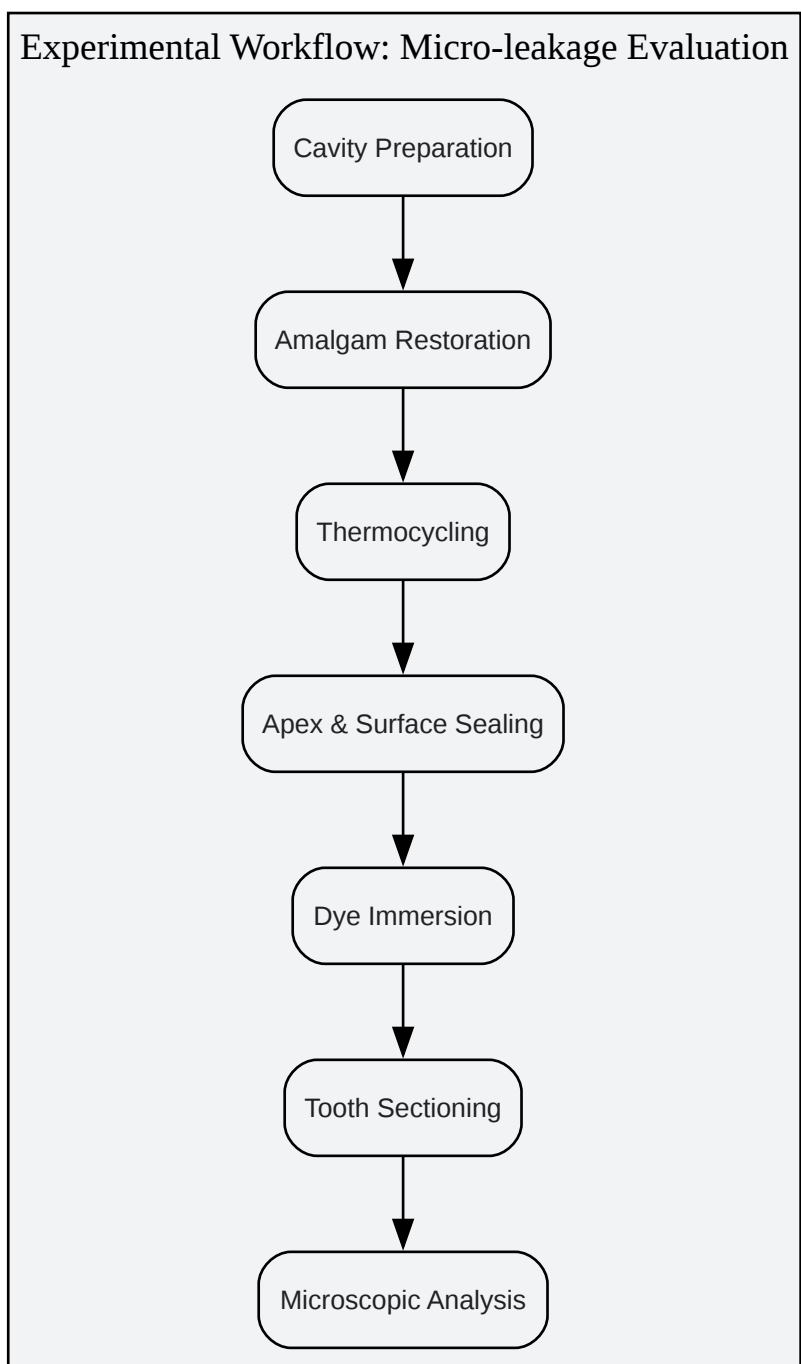 Experimental Workflow: Micro-leakage Evaluation
Cavity Preparation
Amalgam Restoration
Thermocycling
Apex & Surface Sealing
Dye Immersion
Tooth Sectioning
Microscopic Analysis